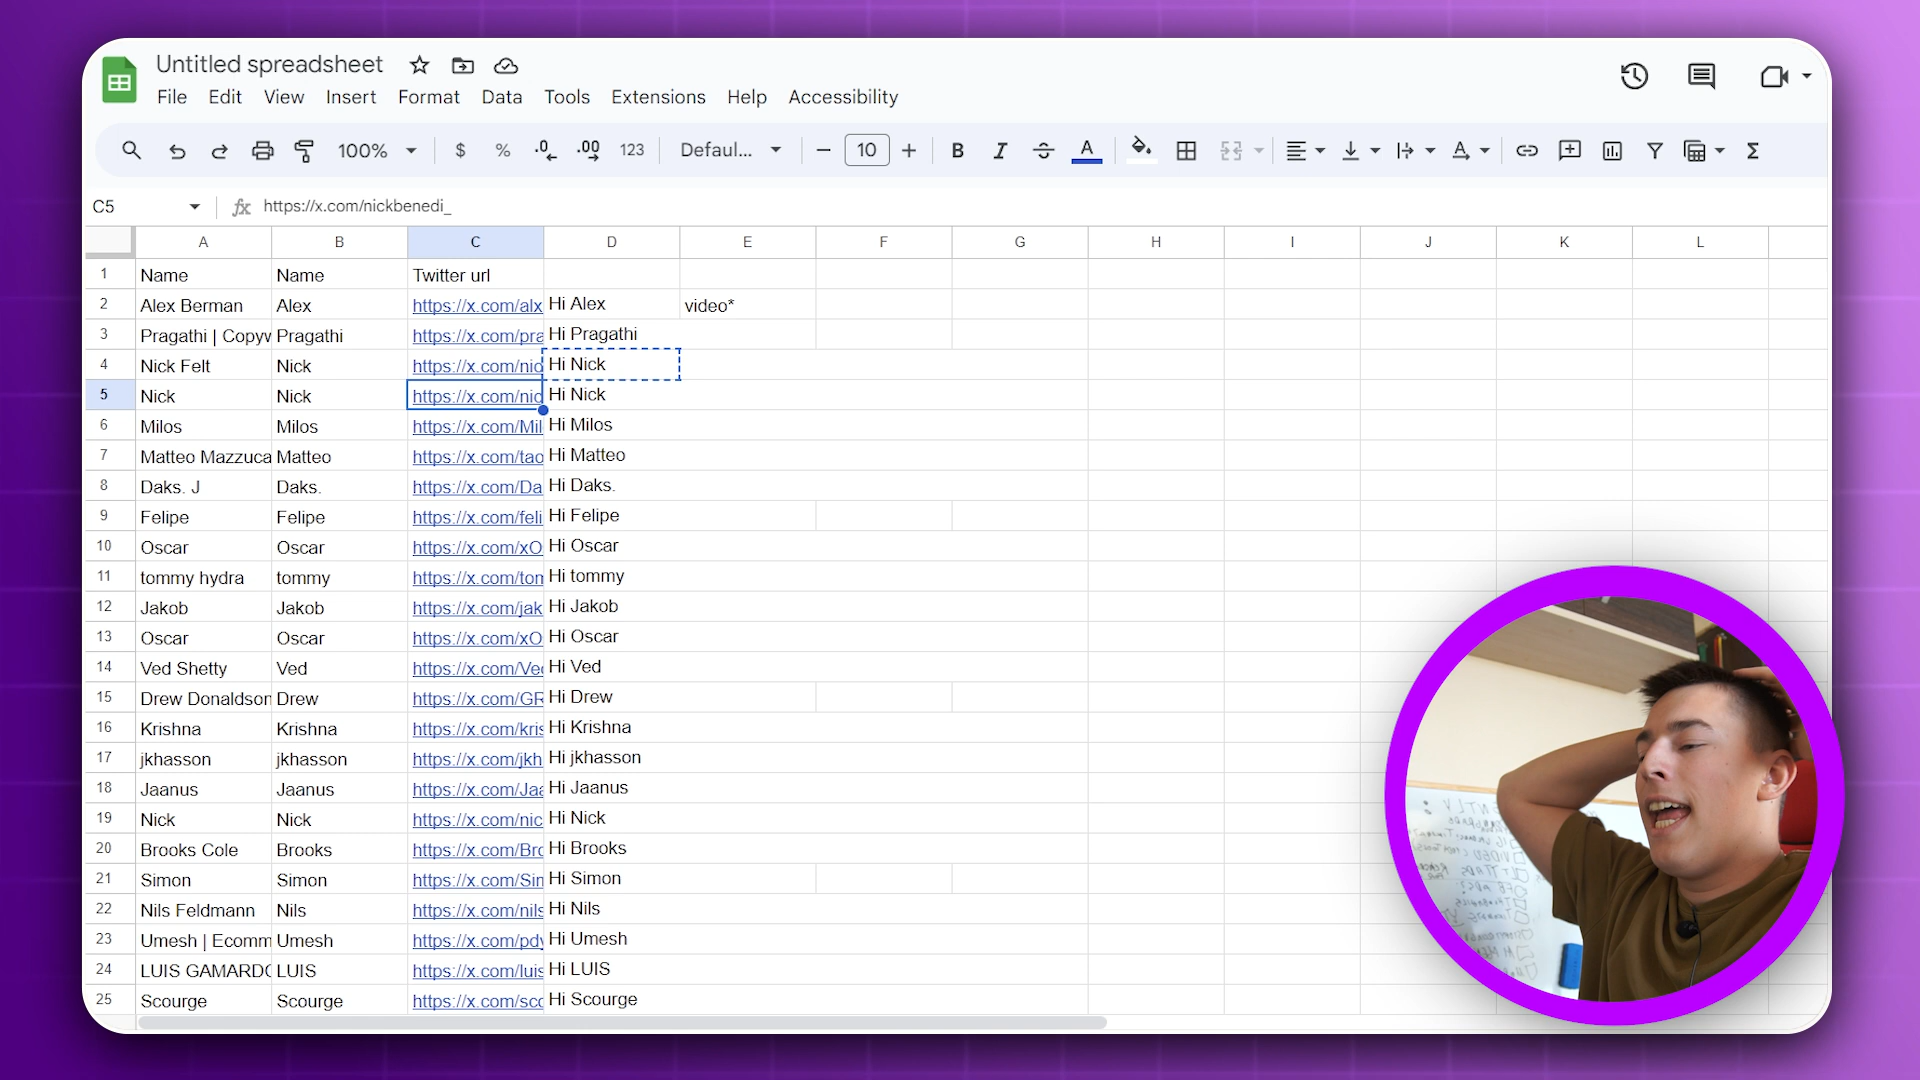 Untitled spreadsheet
File Edit View Insert Format Data Tools Extensions Help Accessibility
100% $ % .0 .00 123 Defaul... 10 B I A A Σ
C5 fx https://x.com/nickbenedi_
A B C D E F G H I J K L
1 Name Name Twitter url
2 Alex Berman Alex https://x.com/alx Hi Alex video*
3 Pragathi | Copyw Pragathi https://x.com/pra Hi Pragathi
4 Nick Felt Nick https://x.com/nic Hi Nick
5 Nick Nick https://x.com/nic Hi Nick
6 Milos Milos https://x.com/Mil Hi Milos
7 Matteo Mazzuca Matteo https://x.com/tao Hi Matteo
8 Daks. J Daks. https://x.com/Da Hi Daks.
9 Felipe Felipe https://x.com/feli Hi Felipe
10 Oscar Oscar https://x.com/xO Hi Oscar
11 tommy hydra tommy https://x.com/tom Hi tommy
12 Jakob Jakob https://x.com/jak Hi Jakob
13 Oscar Oscar https://x.com/xO Hi Oscar
14 Ved Shetty Ved https://x.com/Ved Hi Ved
15 Drew Donaldson Drew https://x.com/GR Hi Drew
16 Krishna Krishna https://x.com/kris Hi Krishna
17 jkhasson jkhasson https://x.com/jkh Hi jkhasson
18 Jaanus Jaanus https://x.com/Jaa Hi Jaanus
19 Nick Nick https://x.com/nic Hi Nick
20 Brooks Cole Brooks https://x.com/Bro Hi Brooks
21 Simon Simon https://x.com/Sim Hi Simon
22 Nils Feldmann Nils https://x.com/nils Hi Nils
23 Umesh | Ecomm Umesh https://x.com/pdy Hi Umesh
24 LUIS GAMARDO LUIS https://x.com/luis Hi LUIS
25 Scourge Scourge https://x.com/sco Hi Scourge